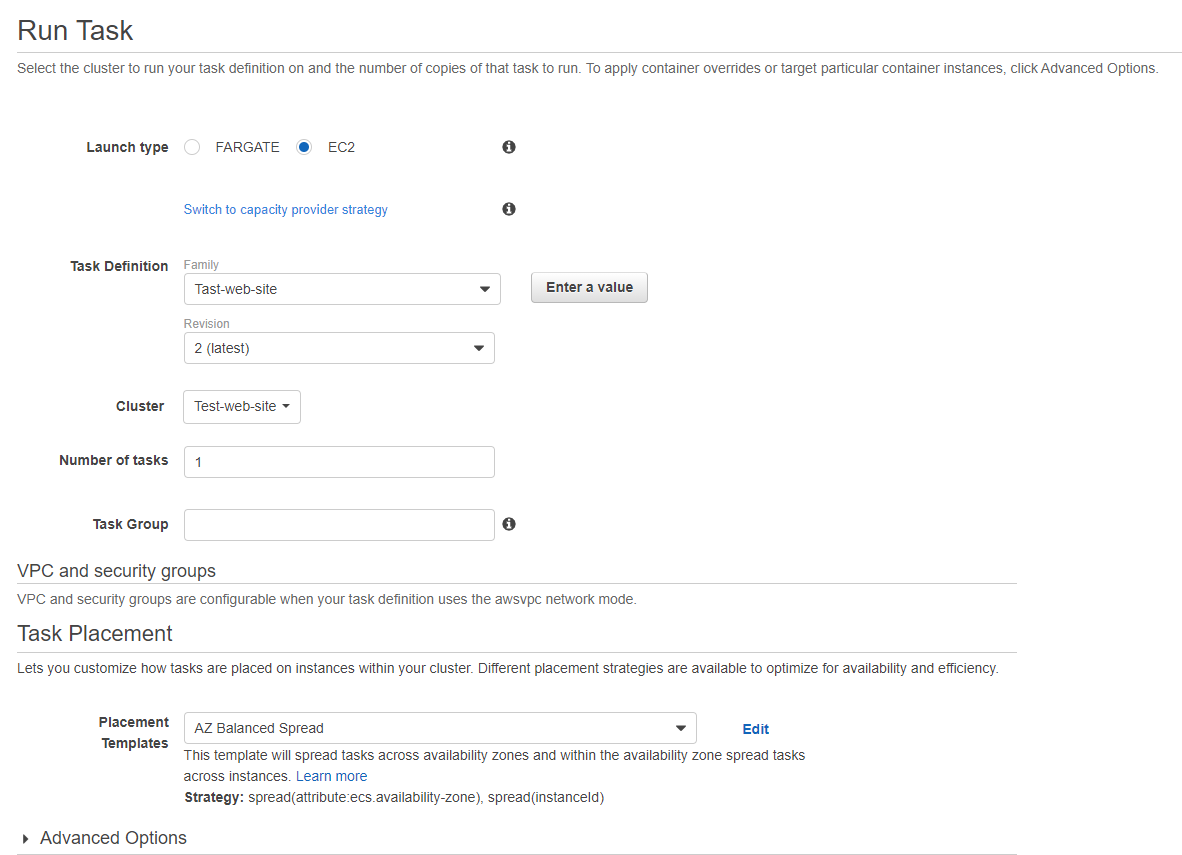 Run Task
Select the cluster to run your task definition on and the number of copies of that task to run. To apply container overrides or target particular container instances, click Advanced Options.
Launch type FARGATE EC2
Switch to capacity provider strategy
Task Definition Family
Tast-web-site Enter a value
Revision
2 (latest)
Cluster Test-web-site
Number of tasks 1
Task Group
VPC and security groups
VPC and security groups are configurable when your task definition uses the awsvpc network mode.
Task Placement
Lets you customize how tasks are placed on instances within your cluster. Different placement strategies are available to optimize for availability and efficiency.
Placement
Templates
AZ Balanced Spread Edit
This template will spread tasks across availability zones and within the availability zone spread tasks
across instances. Learn more
Strategy: spread(attribute:ecs.availability-zone), spread(instanceId)
Advanced Options